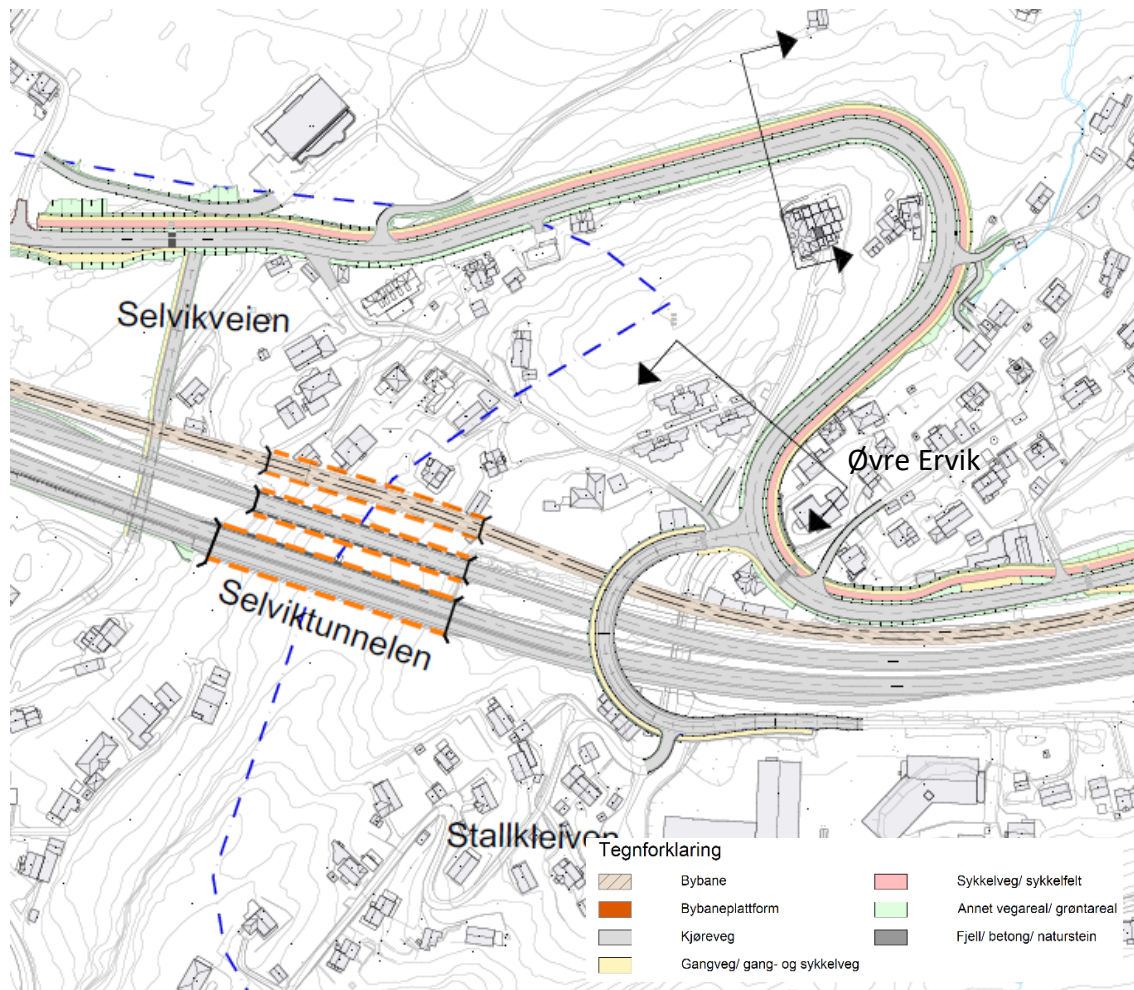 Selvikveien
Øvre Ervik
Selviktunnelen
Stallkleiven
Tegnforklaring
Bybane
Bybaneplattform
Kjøreveg
Gangveg/ gang- og sykkelveg
Sykkelveg/ sykkelfelt
Annet vegareal/ grøntareal
Fjell/ betong/ naturstein